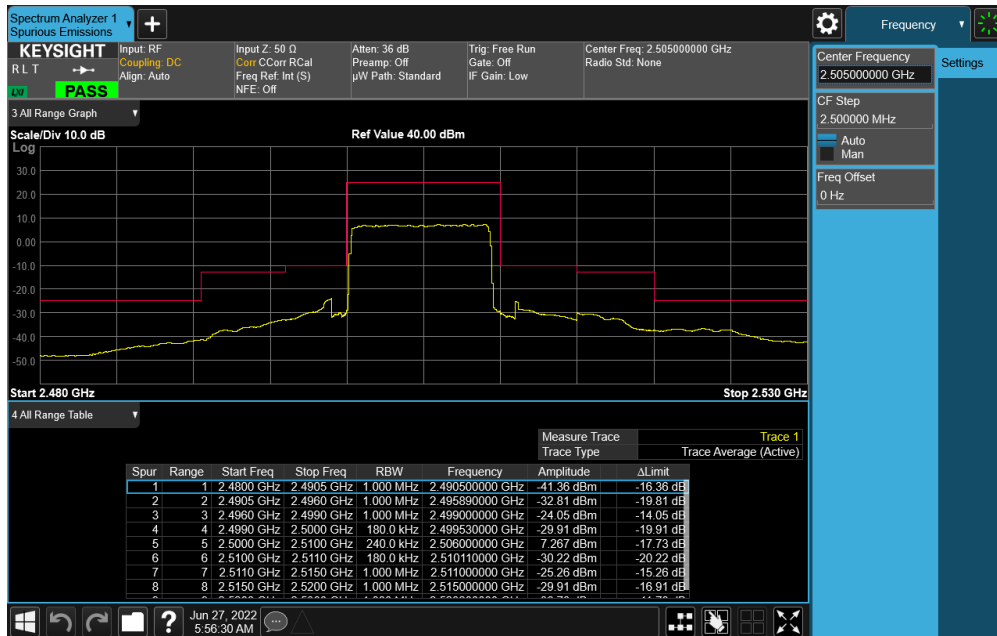 Spectrum Analyzer 1
Spurious Emissions
Frequency
KEYSIGHT
R L T
LXI
PASS
Input: RF
Coupling: DC
Align: Auto
Input Z: 50 Ω
Corr CCorr RCal
Freq Ref: Int (S)
NFE: Off
Atten: 36 dB
Preamp: Off
µW Path: Standard
Trig: Free Run
Gate: Off
IF Gain: Low
Center Freq: 2.505000000 GHz
Radio Std: None
Center Frequency
2.505000000 GHz
Settings
CF Step
2.500000 MHz
Auto
Man
Freq Offset
0 Hz
3 All Range Graph
Scale/Div 10.0 dB
Ref Value 40.00 dBm
Log
30.0
20.0
10.0
0.00
-10.0
-20.0
-30.0
-40.0
-50.0
Start 2.480 GHz
Stop 2.530 GHz
4 All Range Table
Measure Trace Trace 1
Trace Type Trace Average (Active)
Spur Range Start Freq Stop Freq RBW Frequency Amplitude ΔLimit
1 1 2.4800 GHz 2.4905 GHz 1.000 MHz 2.490500000 GHz -41.36 dBm -16.36 dB
2 2 2.4905 GHz 2.4960 GHz 1.000 MHz 2.495890000 GHz -32.81 dBm -19.81 dB
3 3 2.4960 GHz 2.4990 GHz 1.000 MHz 2.499000000 GHz -24.05 dBm -14.05 dB
4 4 2.4990 GHz 2.5000 GHz 180.0 kHz 2.499530000 GHz -29.91 dBm -19.91 dB
5 5 2.5000 GHz 2.5100 GHz 240.0 kHz 2.506000000 GHz 7.267 dBm -17.73 dB
6 6 2.5100 GHz 2.5110 GHz 180.0 kHz 2.510110000 GHz -30.22 dBm -20.22 dB
7 7 2.5110 GHz 2.5150 GHz 1.000 MHz 2.511000000 GHz -25.26 dBm -15.26 dB
8 8 2.5150 GHz 2.5200 GHz 1.000 MHz 2.515000000 GHz -29.91 dBm -16.91 dB
Jun 27, 2022
5:56:30 AM